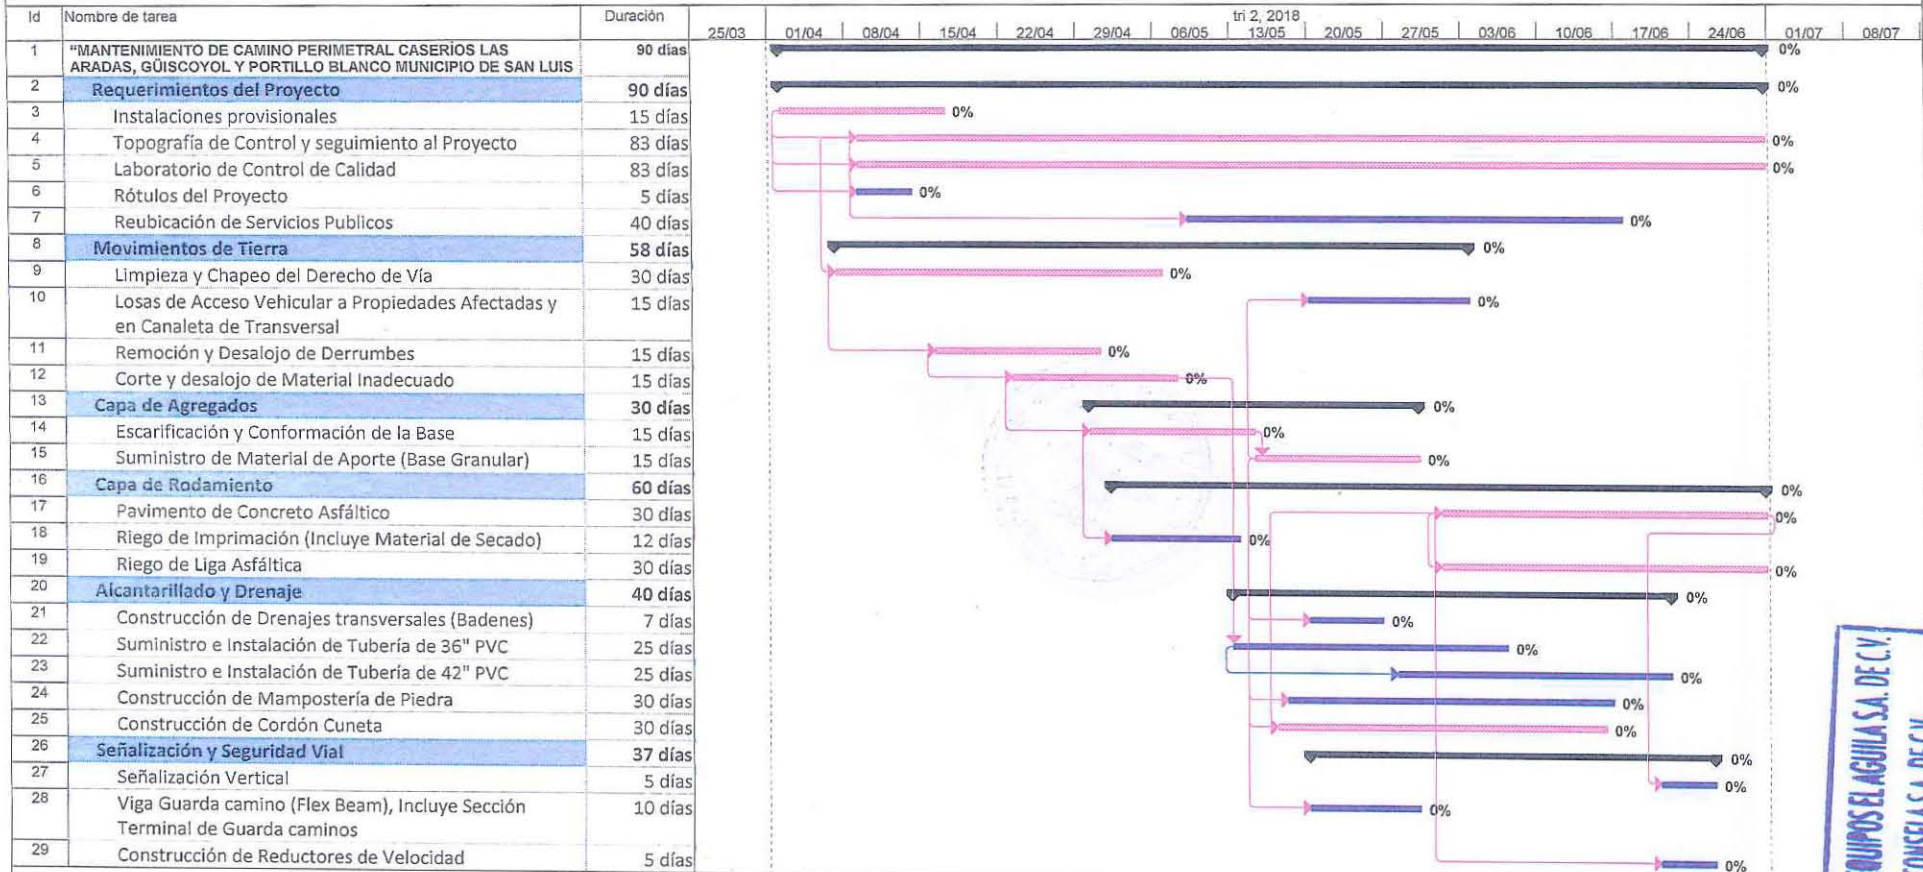 Id Nombre de tarea Duración tri 2, 2018
25/03 01/04 08/04 15/04 22/04 29/04 06/05 13/05 20/05 27/05 03/06 10/06 17/06 24/06 01/07 08/07
1 "MANTENIMIENTO DE CAMINO PERIMETRAL CASERÍOS LAS 90 días 0%
ARADAS, GÜISCOYOL Y PORTILLO BLANCO MUNICIPIO DE SAN LUIS
2 Requerimientos del Proyecto 90 días 0%
3 Instalaciones provisionales 15 días 0%
4 Topografía de Control y seguimiento al Proyecto 83 días 0%
5 Laboratorio de Control de Calidad 83 días 0%
6 Rótulos del Proyecto 5 días 0%
7 Reubicación de Servicios Publicos 40 días 0%
8 Movimientos de Tierra 58 días 0%
9 Limpieza y Chapeo del Derecho de Vía 30 días 0%
10 Losas de Acceso Vehicular a Propiedades Afectadas y 15 días 0%
en Canaleta de Transversal
11 Remoción y Desalojo de Derrumbes 15 días 0%
12 Corte y desalojo de Material Inadecuado 15 días 0%
13 Capa de Agregados 30 días 0%
14 Escarificación y Conformación de la Base 15 días 0%
15 Suministro de Material de Aporte (Base Granular) 15 días 0%
16 Capa de Rodamiento 60 días 0%
17 Pavimento de Concreto Asfáltico 30 días 0%
18 Riego de Imprimación (Incluye Material de Secado) 12 días 0%
19 Riego de Liga Asfáltica 30 días 0%
20 Alcantarillado y Drenaje 40 días 0%
21 Construcción de Drenajes transversales (Badenes) 7 días 0%
22 Suministro e Instalación de Tubería de 36" PVC 25 días 0%
23 Suministro e Instalación de Tubería de 42" PVC 25 días 0%
24 Construcción de Mampostería de Piedra 30 días 0%
25 Construcción de Cordón Cuneta 30 días 0%
26 Señalización y Seguridad Vial 37 días 0%
27 Señalización Vertical 5 días 0%
28 Viga Guarda camino (Flex Beam), Incluye Sección 10 días 0%
Terminal de Guarda caminos
29 Construcción de Reductores de Velocidad 5 días 0%
QUIPOS EL AGUILA S.A. DE C.V.
CONSELA S.A. DE C.V.